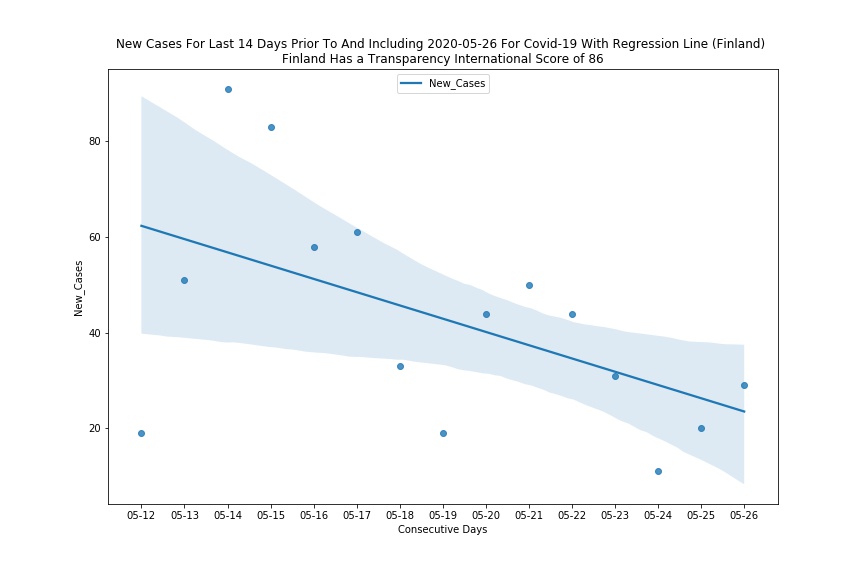 New Cases For Last 14 Days Prior To And Including 2020-05-26 For Covid-19 With Regression Line (Finland)
Finland Has a Transparency International Score of 86
New_Cases
80
60
40
20
New_Cases
05-12 05-13 05-14 05-15 05-16 05-17 05-18 05-19 05-20 05-21 05-22 05-23 05-24 05-25 05-26
Consecutive Days